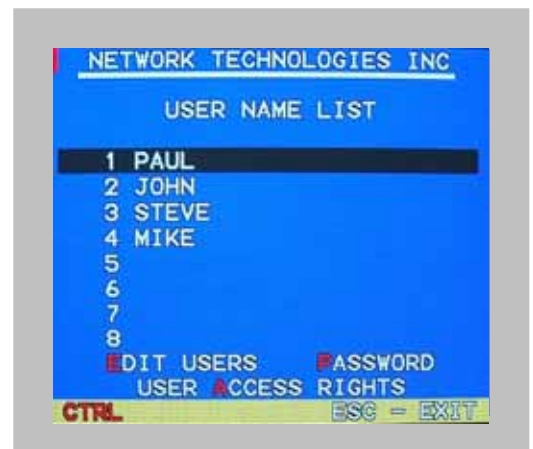 NETWORK TECHNOLOGIES INC
USER NAME LIST
1 PAUL
2 JOHN
3 STEVE
4 MIKE
5
6
7
8
EDIT USERS PASSWORD
USER ACCESS RIGHTS
CTRL ESC - EXIT